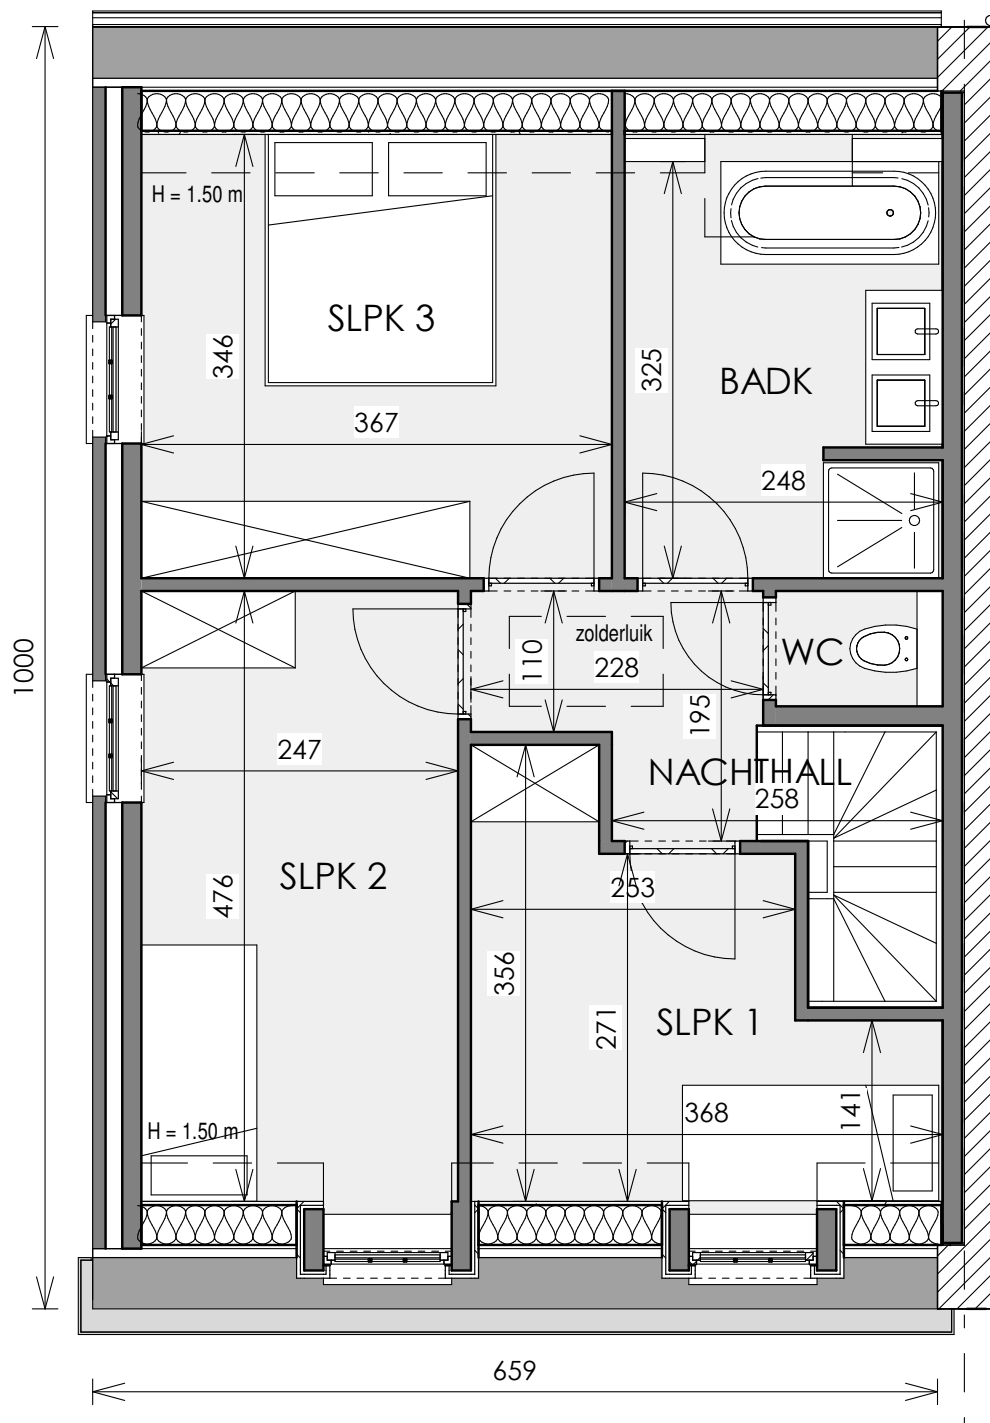 H = 1.50 m
SLPK 3
346
367
325
BADK
248
1000
zolderluik
110
228
195
WC
247
NACHTHALL
258
SLPK 2
476
253
356
271
SLPK 1
368
141
H = 1.50 m
659